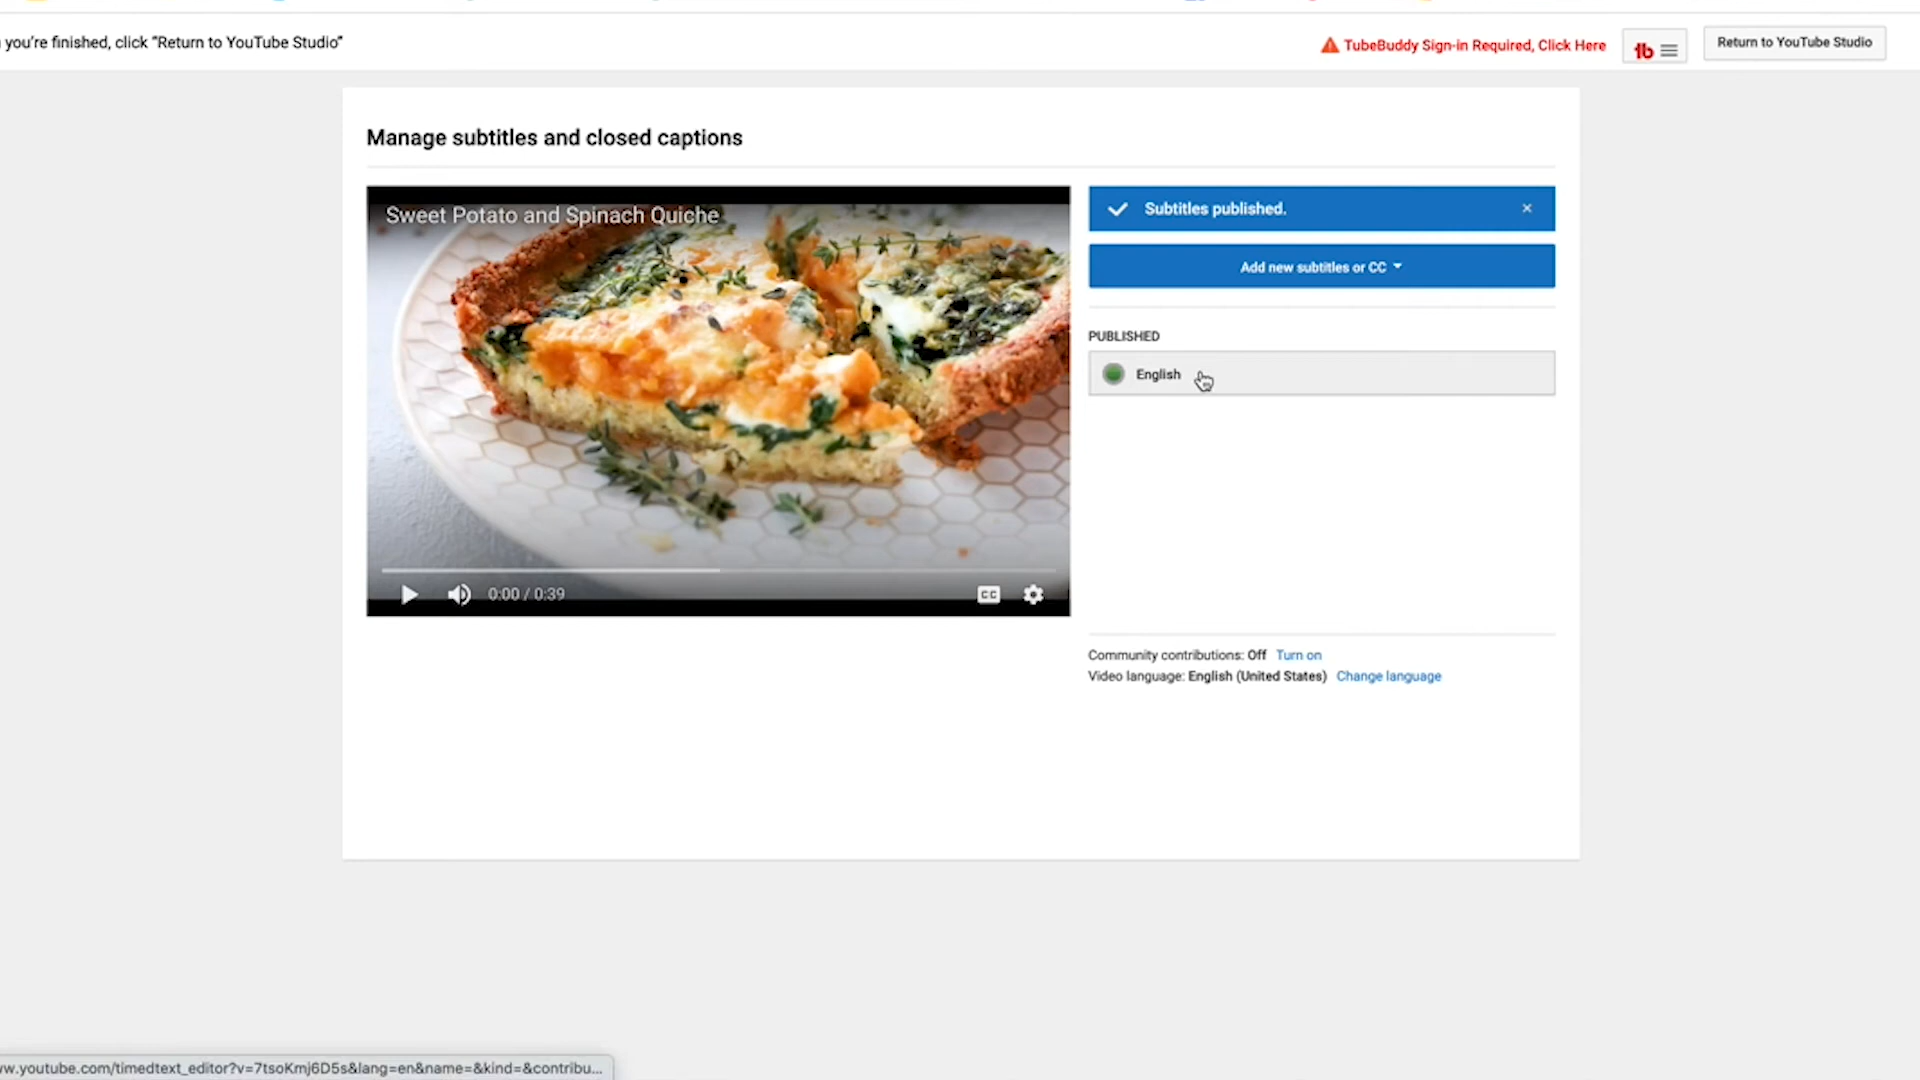 you're finished, click “Return to YouTube Studio”
TubeBuddy Sign-in Required, Click Here
tb
Return to YouTube Studio
Manage subtitles and closed captions
Sweet Potato and Spinach Quiche
Subtitles published.
×
Add new subtitles or CC
PUBLISHED
English
0:00 / 0:39
CC
Community contributions: Off Turn on
Video language: English (United States) Change language
w.youtube.com/timedtext_editor?v=7tsoKmj6D5s&lang=en&name=&kind=&contribu...